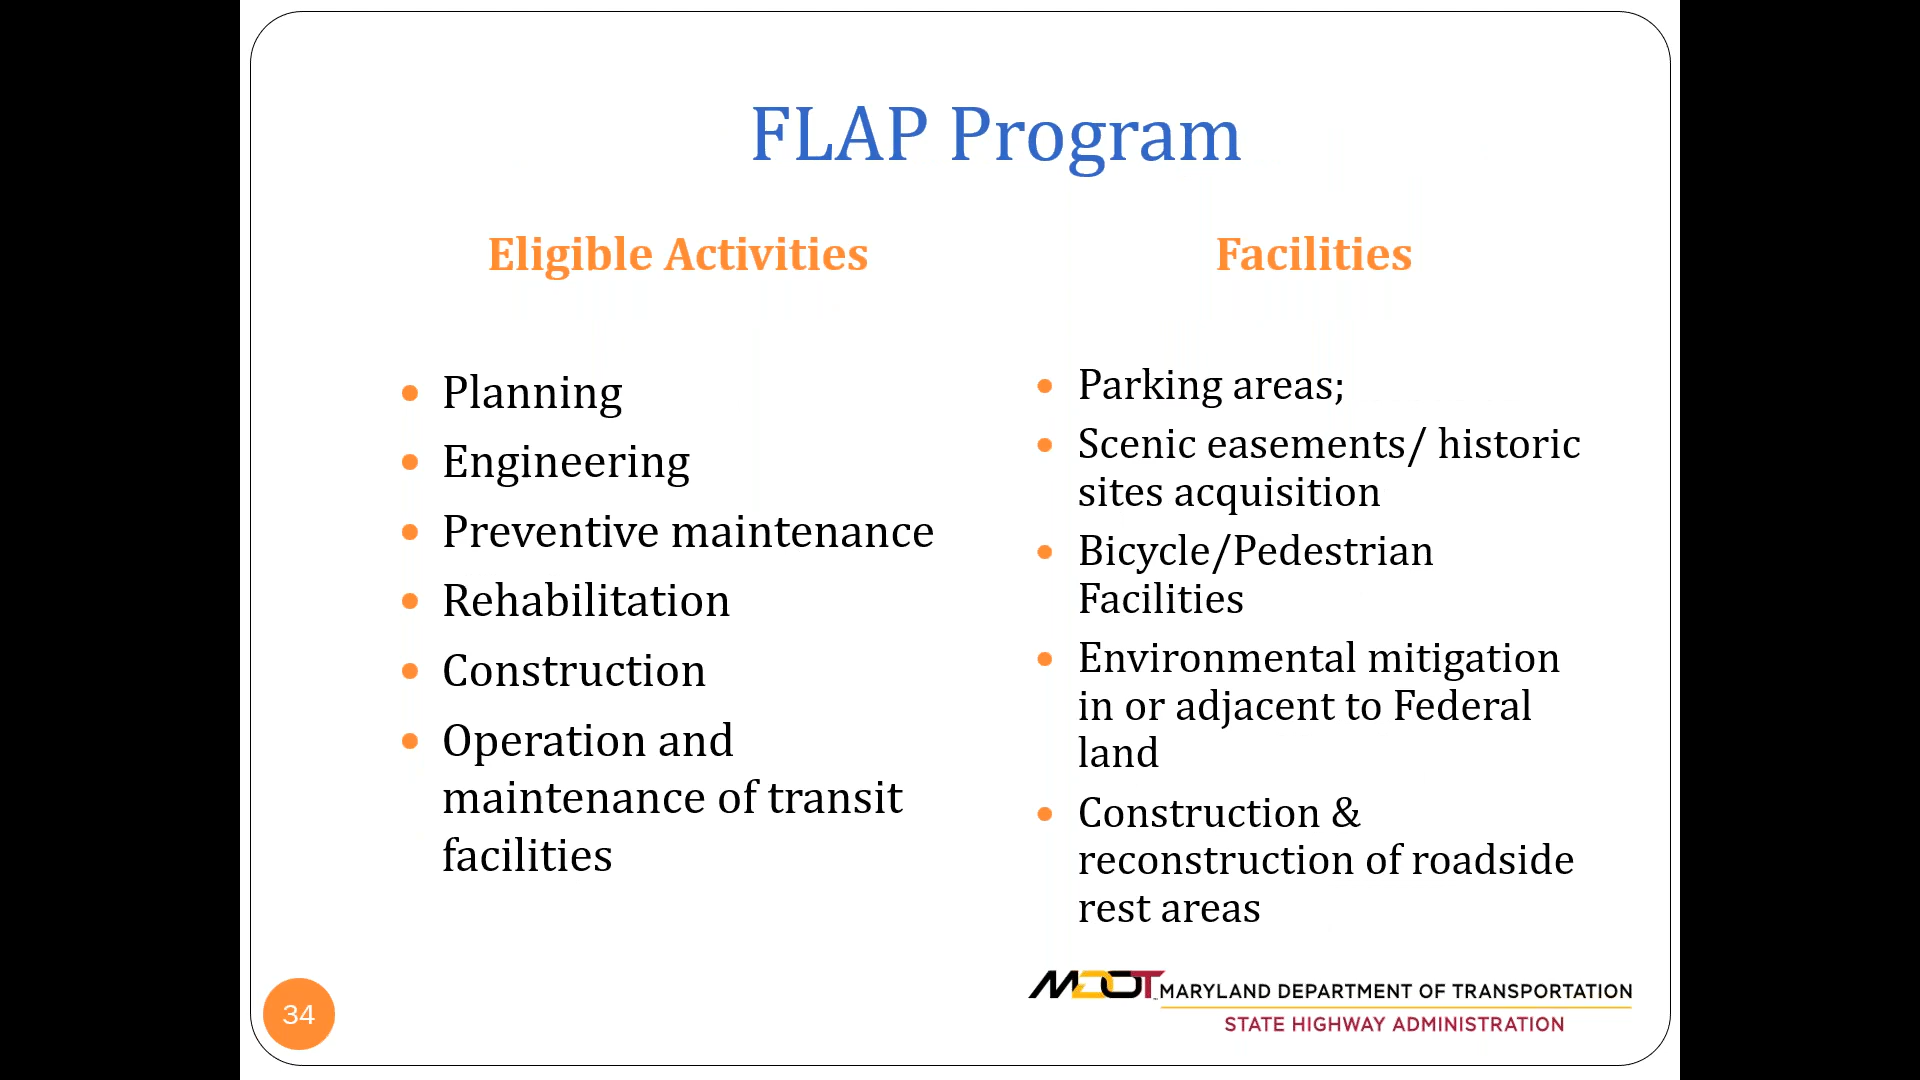 FLAP Program
Eligible Activities
Planning
Engineering
Preventive maintenance
Rehabilitation
Construction
Operation and
maintenance of transit
facilities
Facilities
Parking areas;
Scenic easements/ historic
sites acquisition
Bicycle/Pedestrian
Facilities
Environmental mitigation
in or adjacent to Federal
land
Construction &
reconstruction of roadside
rest areas
34
MDOT MARYLAND DEPARTMENT OF TRANSPORTATION
STATE HIGHWAY ADMINISTRATION